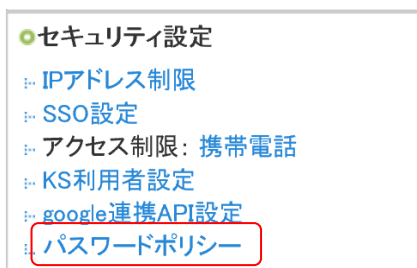 セキュリティ設定
IPアドレス制限
SSO設定
アクセス制限： 携帯電話
KS利用者設定
google連携API設定
パスワードポリシー